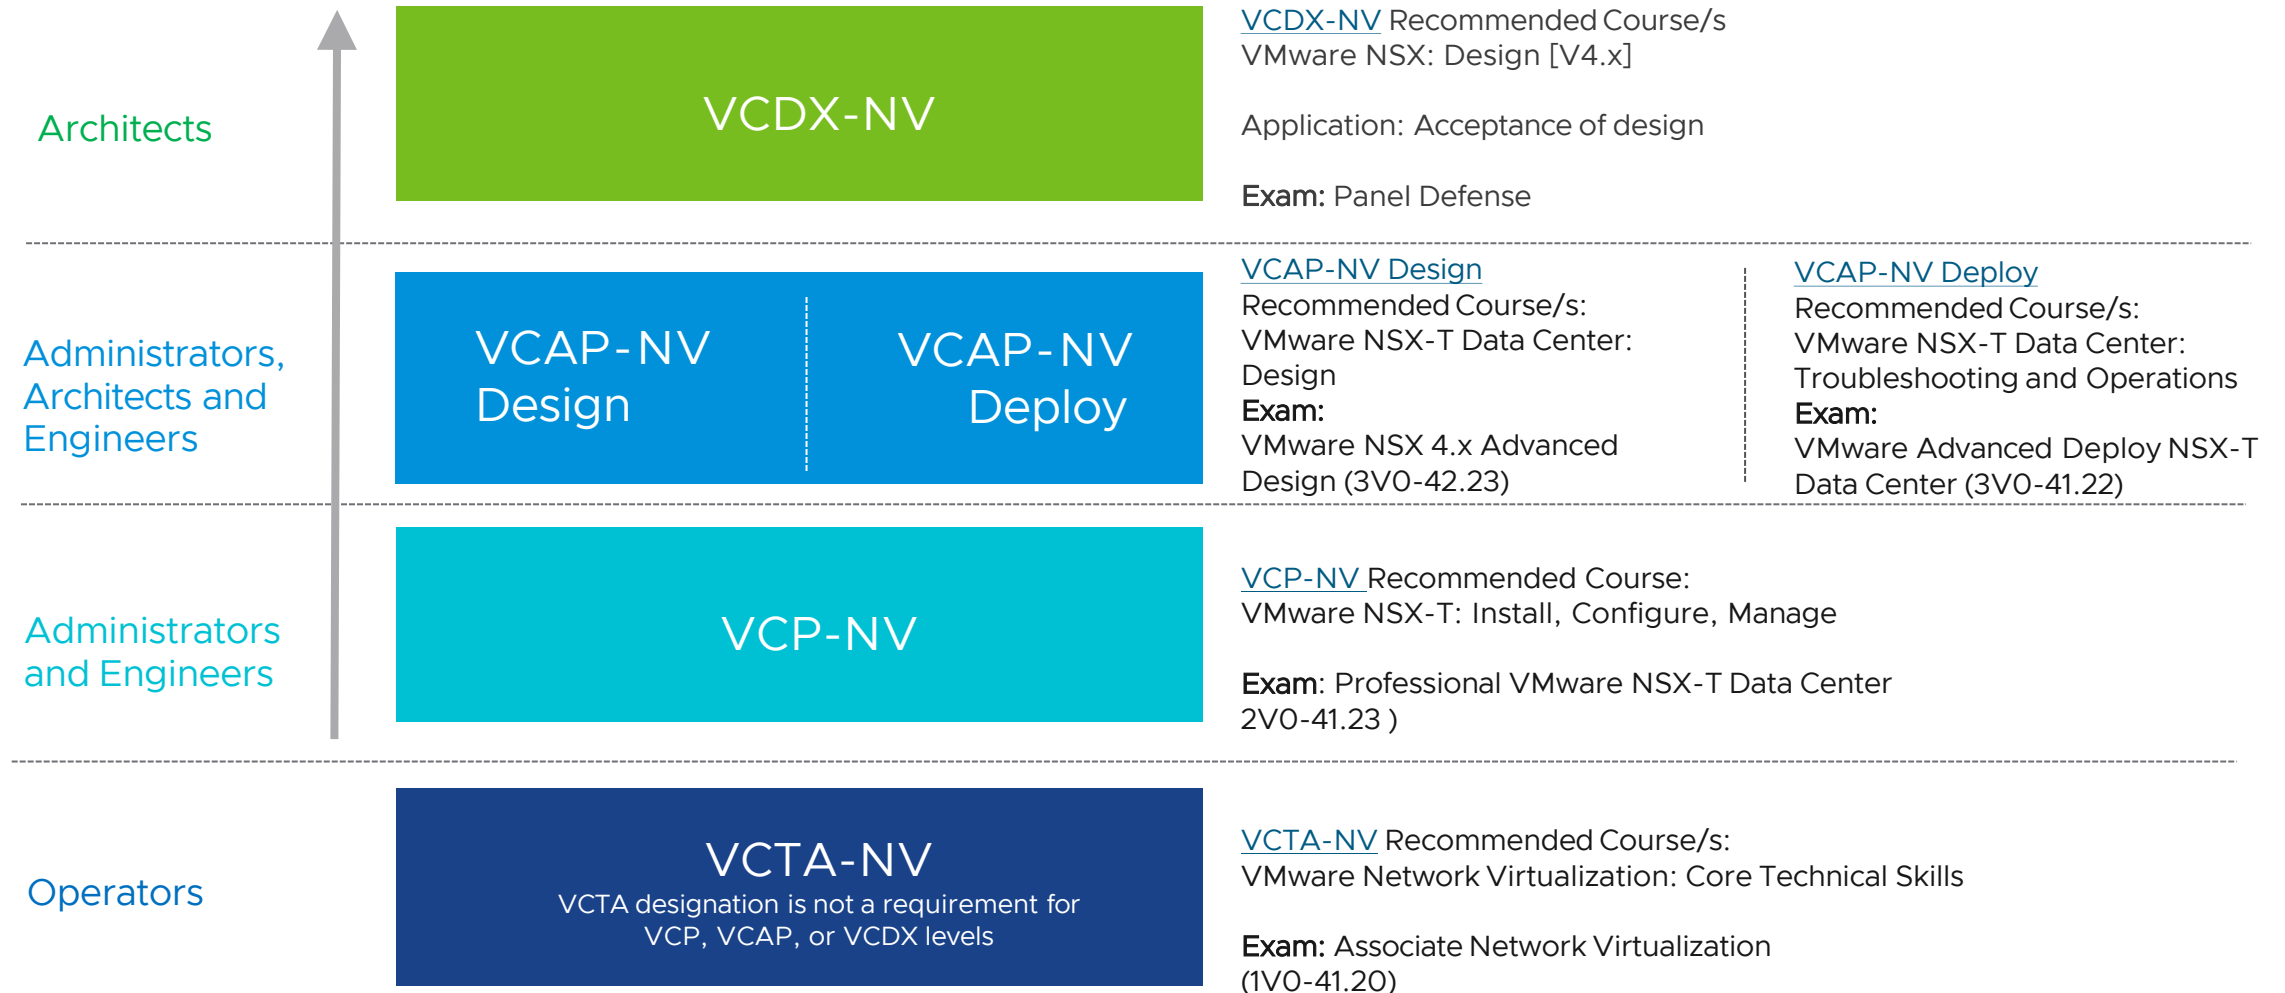 Architects
VCDX-NV
VCDX-NV Recommended Course/s
VMware NSX: Design [V4.x]
Application: Acceptance of design
Exam: Panel Defense
Administrators,
Architects and
Engineers
VCAP-NV
Design
VCAP-NV
Deploy
VCAP-NV Design
Recommended Course/s:
VMware NSX-T Data Center:
Design
Exam:
VMware NSX 4.x Advanced
Design (3V0-42.23)
VCAP-NV Deploy
Recommended Course/s:
VMware NSX-T Data Center:
Troubleshooting and Operations
Exam:
VMware Advanced Deploy NSX-T
Data Center (3V0-41.22)
Administrators
and Engineers
VCP-NV
VCP-NV Recommended Course:
VMware NSX-T: Install, Configure, Manage
Exam: Professional VMware NSX-T Data Center
2V0-41.23 )
Operators
VCTA-NV
VCTA designation is not a requirement for
VCP, VCAP, or VCDX levels
VCTA-NV Recommended Course/s:
VMware Network Virtualization: Core Technical Skills
Exam: Associate Network Virtualization
(1V0-41.20)